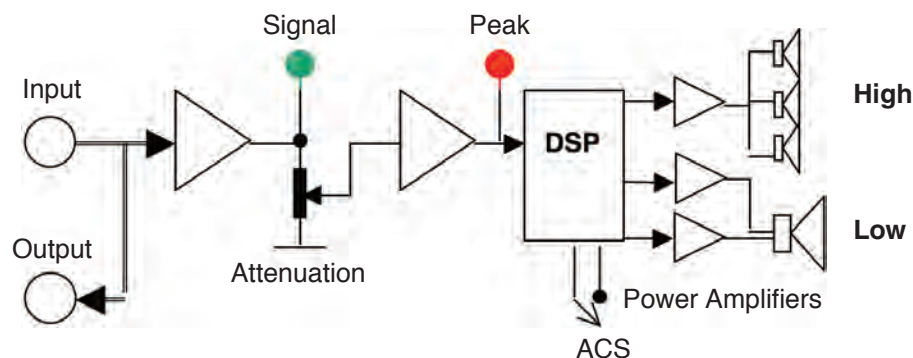 Signal
Peak
Input
High
DSP
Low
Output
Attenuation
Power Amplifiers
ACS